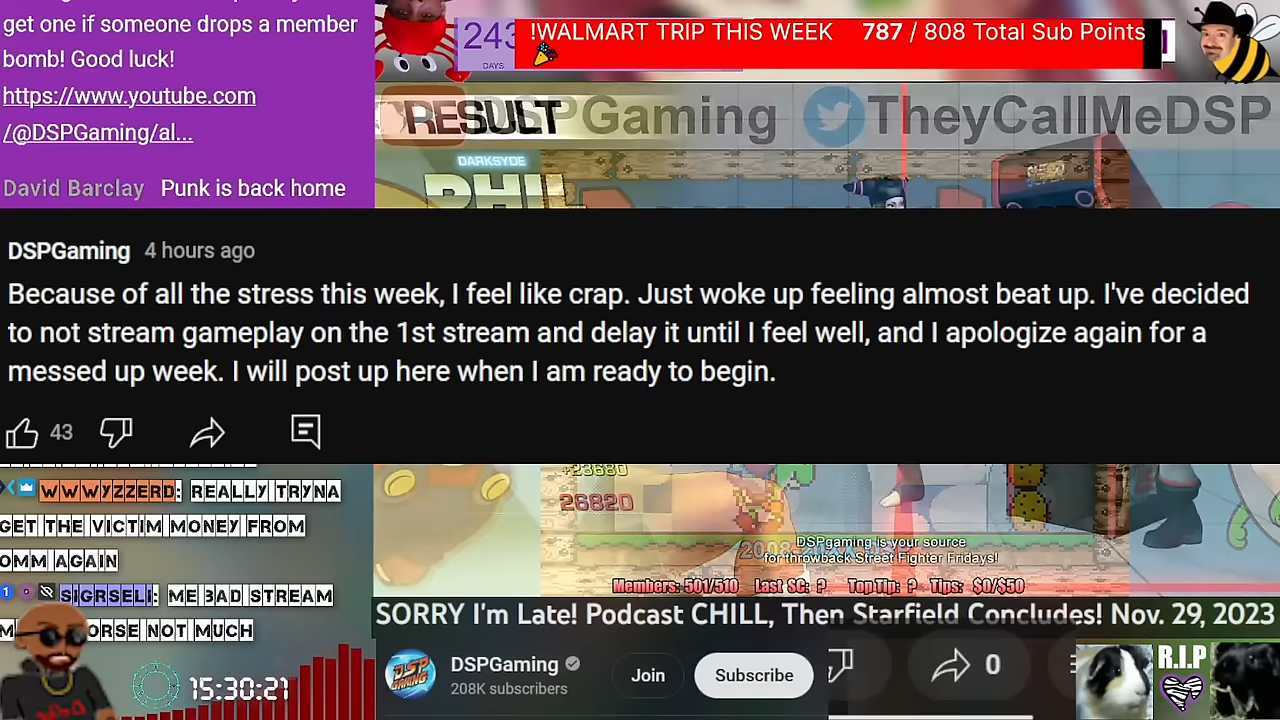 get one if someone drops a member
bomb! Good luck!
https://www.youtube.com
/@DSPGaming/al...
David Barclay Punk is back home
243
DAYS
!WALMART TRIP THIS WEEK 787 / 808 Total Sub Points
RESULT
DSPGaming TheyCallMeDSP
DARKSYDE
PHIL
DSPGaming 4 hours ago
Because of all the stress this week, I feel like crap. Just woke up feeling almost beat up. I've decided
to not stream gameplay on the 1st stream and delay it until I feel well, and I apologize again for a
messed up week. I will post up here when I am ready to begin.
43
WWWYZZERD: REALLY TRYNA
GET THE VICTIM MONEY FROM
OMM AGAIN
1 SIGRSELI: ME BAD STREAM
M ORSE NOT MUCH
15:30:21
+23680
26820
DSPgaming is your source
for throwback Street Fighter Fridays!
Members: 501/510 Last SC: ? Top Tip: ? Tips: $0/$50
SORRY I'm Late! Podcast CHILL, Then Starfield Concludes! Nov. 29, 2023
DSP
GAMING
DSPGaming
208K subscribers
Join
Subscribe
0
R.I.P